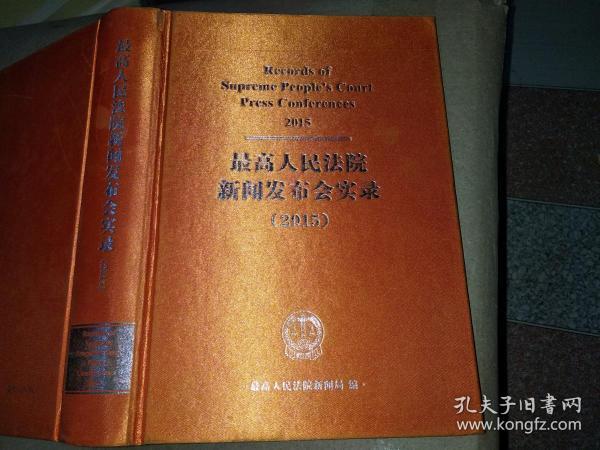 Records of
Supreme People's Court
Press Conferences
2015
最高人民法院
新闻发布会实录
(2015)
最高人民法院新闻局 编
最高人民法院新闻发布会实录
孔夫子旧书网
www.kongfz.com